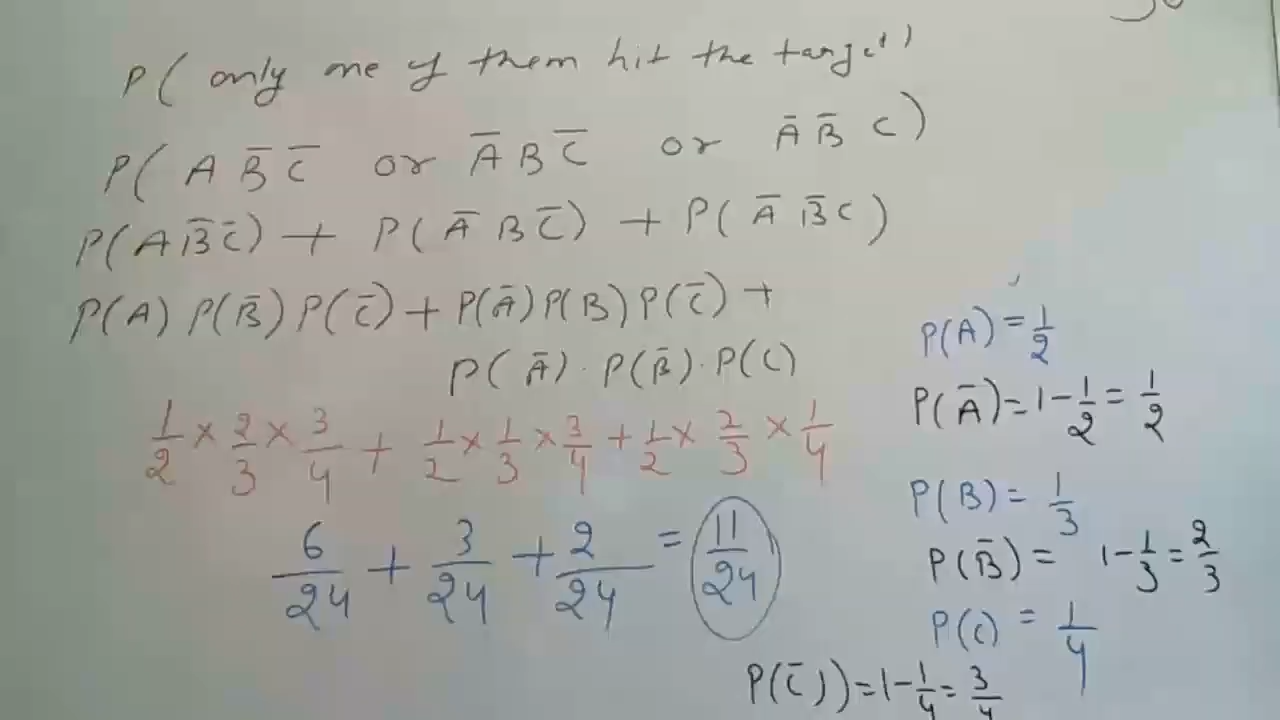 P( only one of them hit the target)
P( A B̅ C̅ or A̅ B C̅ or A̅ B̅ C )
P(A B̅ C̅) + P( A̅ B C̅) + P( A̅ B̅ C)
P(A) P(B̅) P(C̅) + P(A̅) P(B) P(C̅) +
P(A̅) · P(B̅) · P(C)
1/2 × 2/3 × 3/4 + 1/2 × 1/3 × 3/4 + 1/2 × 2/3 × 1/4
6/24 + 3/24 + 2/24 = 11/24
P(A) = 1/2
P(A̅) = 1 - 1/2 = 1/2
P(B) = 1/3
P(B̅) = 1 - 1/3 = 2/3
P(C) = 1/4
P(C̅)) = 1 - 1/4 = 3/4